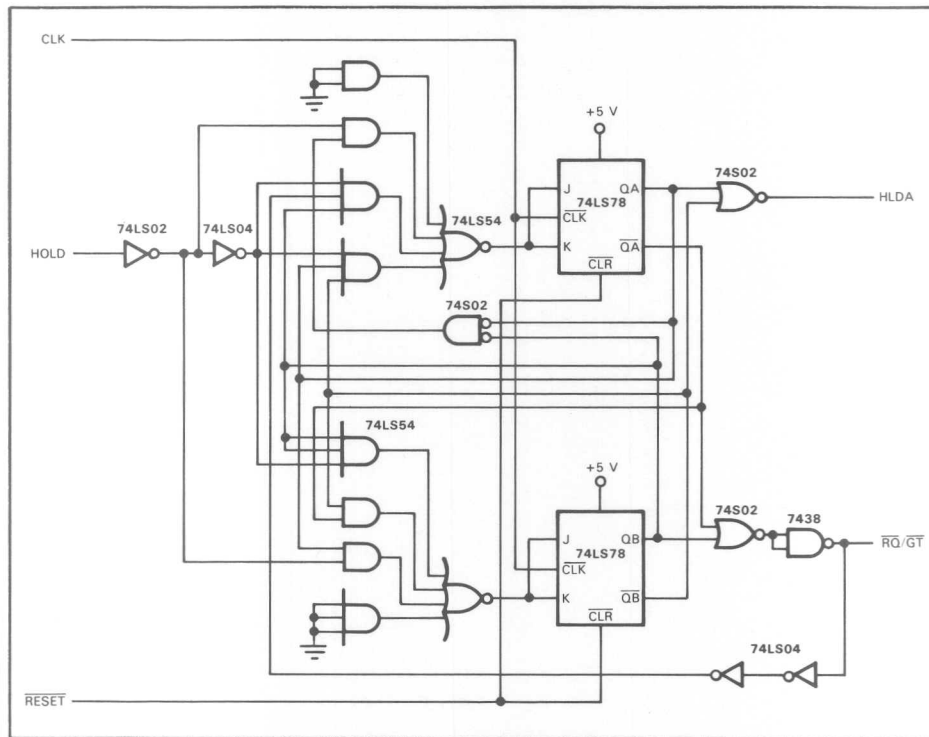 CLK
+5 V
74S02
J
QA
74LS78
CLK
K
QA
CLR
HLDA
74LS54
74LS02
74LS04
HOLD
74S02
74LS54
+5 V
74S02
7438
J
QB
74LS78
CLK
K
QB
CLR
RQ/GT
74LS04
RESET